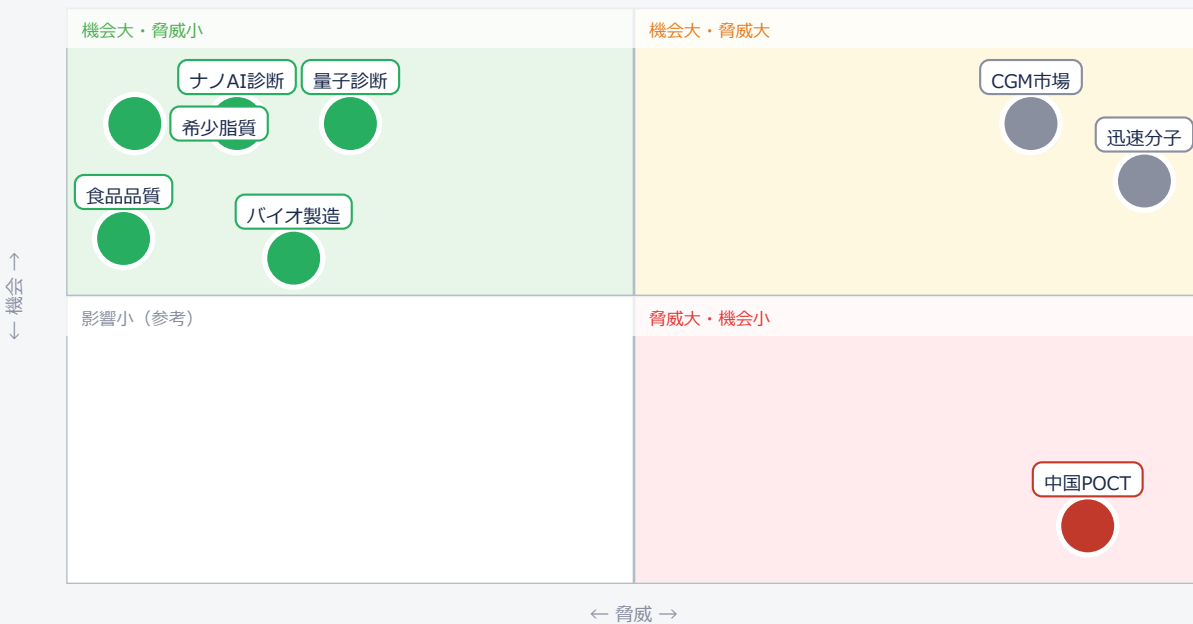 機会大・脅威小
機会大・脅威大
ナノAI診断
量子診断
希少脂質
食品品質
バイオ製造
CGM市場
迅速分子
影響小（参考）
脅威大・機会小
中国POCT
← 機会 →
← 脅威 →